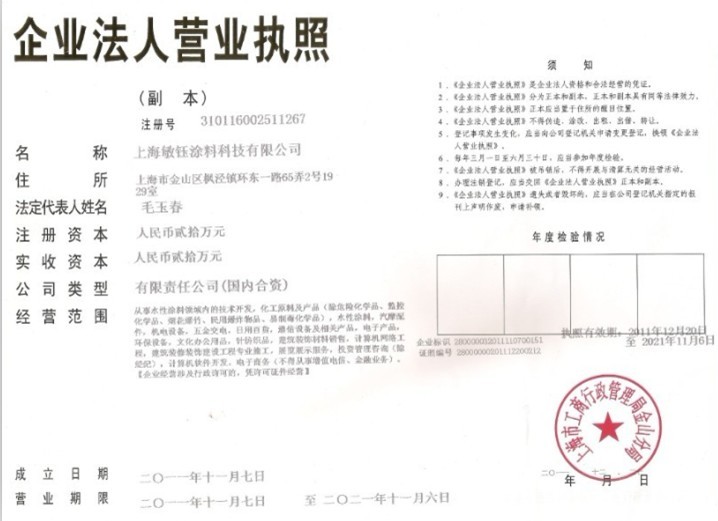 企业法人营业执照
(副 本)
注册号 310116002511267
名 称 上海敏钰涂料科技有限公司
住 所 上海市金山区枫泾镇环东一路65弄2号19
29室
法定代表人姓名 毛玉春
注册资本 人民币贰拾万元
实收资本 人民币贰拾万元
公司类型 有限责任公司(国内合资)
经营范围 从事水性涂料领域内的技术开发，化工原料及产品（除危险化学品、监控
化学品、烟花爆竹、民用爆炸物品、易制毒化学品），水性涂料，汽摩配
件，机电设备，五金交电，日用百货，通信设备及相关产品，电子产品，
环保设备，文化办公用品，针纺织品，建筑装饰材料销售，计算机网络工
程，建筑装修装饰建设工程专业施工，展览展示服务，投资管理咨询（除
经纪），计算机软件开发，电子商务（不得从事增值电信、金融业务）。
【企业经营涉及行政许可的，凭许可证件经营】
成立日期 二〇一一年十一月七日
营业期限 二〇一一年十一月七日 至 二〇二一年十一月六日
须 知
1．《企业法人营业执照》是企业法人资格和合法经营的凭证。
2．《企业法人营业执照》分为正本和副本，正本和副本具有同等法律效力。
3．《企业法人营业执照》正本应当置于住所的醒目位置。
4．《企业法人营业执照》不得伪造、涂改、出租、出借、转让。
5．登记事项发生变化，应当向公司登记机关申请变更登记，换领《企业法
人营业执照》。
6．每年三月一日至六月三十日，应当参加年度检验。
7．《企业法人营业执照》被吊销后，不得开展与清算无关的经营活动。
8．办理注销登记，应当交回《企业法人营业执照》正本和副本。
9．《企业法人营业执照》遗失或者毁坏的，应当在公司登记机关指定的报
刊上声明作废，申请补领。
年度检验情况
执照有效期：2011年12月20日
至 2021年11月6日
企业标识 280000032011110700151
证照编号 28000000201112200212
上海市工商行政管理局金山分局
年 月 日